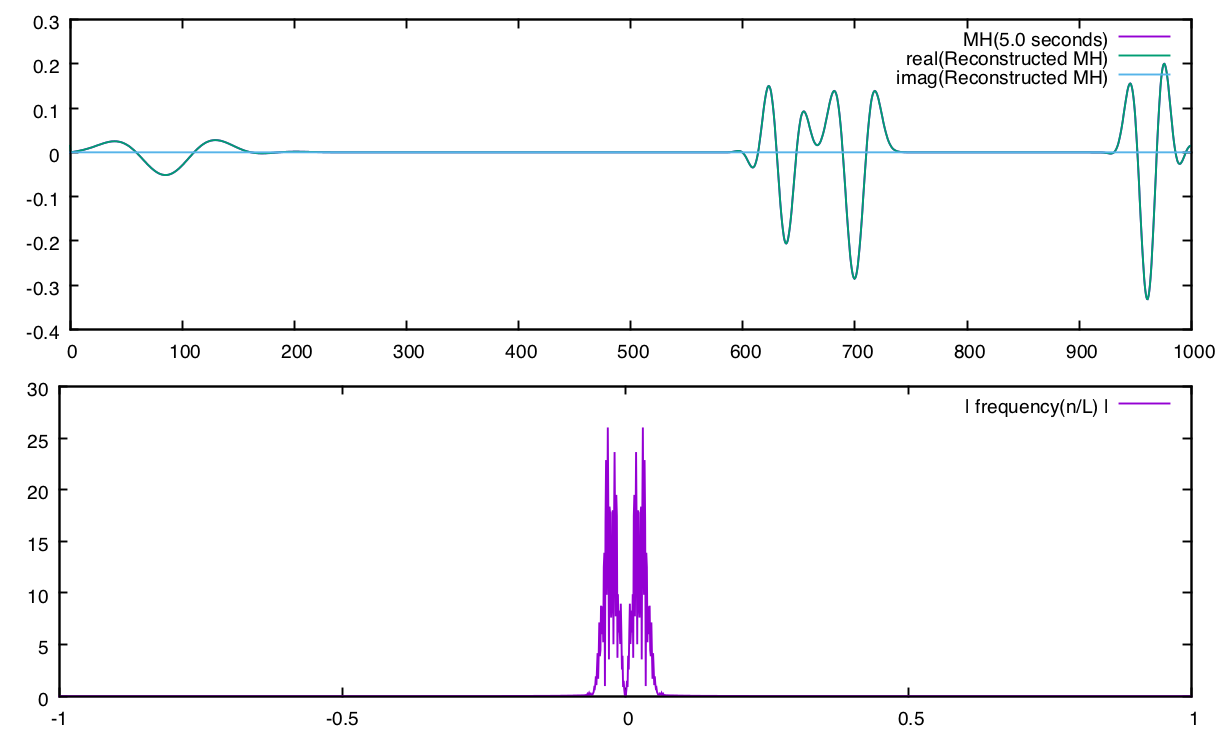 0.3
MH(5.0 seconds)
real(Reconstructed MH)
imag(Reconstructed MH)
0.2
0.1
0
-0.1
-0.2
-0.3
-0.4
0 100 200 300 400 500 600 700 800 900 1000
30
| frequency(n/L) |
25
20
15
10
5
0
-1 -0.5 0 0.5 1